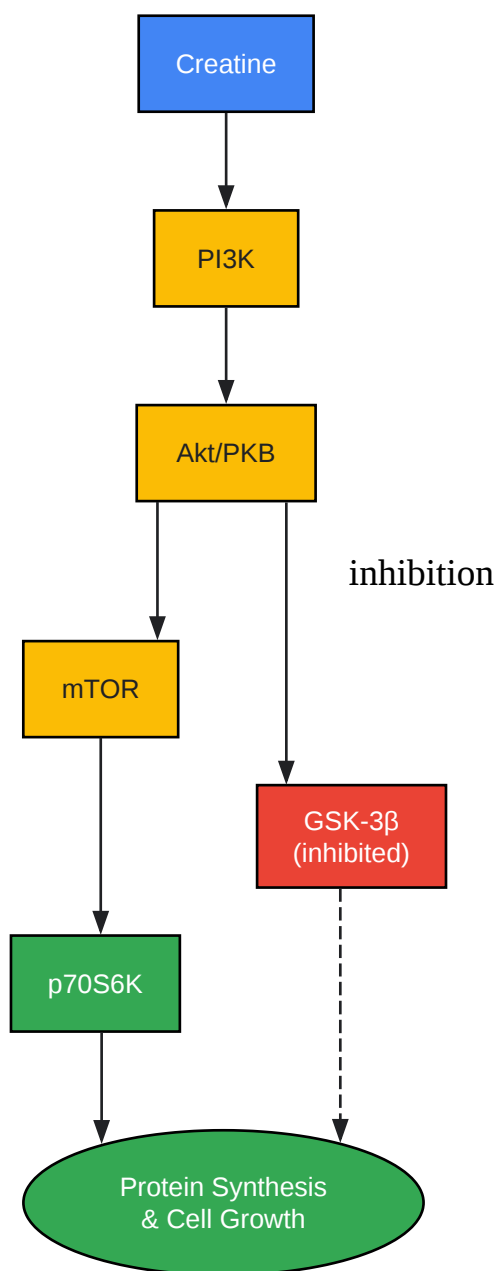 Creatine
PI3K
Akt/PKB
inhibition
mTOR
GSK-3β
(inhibited)
p70S6K
Protein Synthesis
& Cell Growth